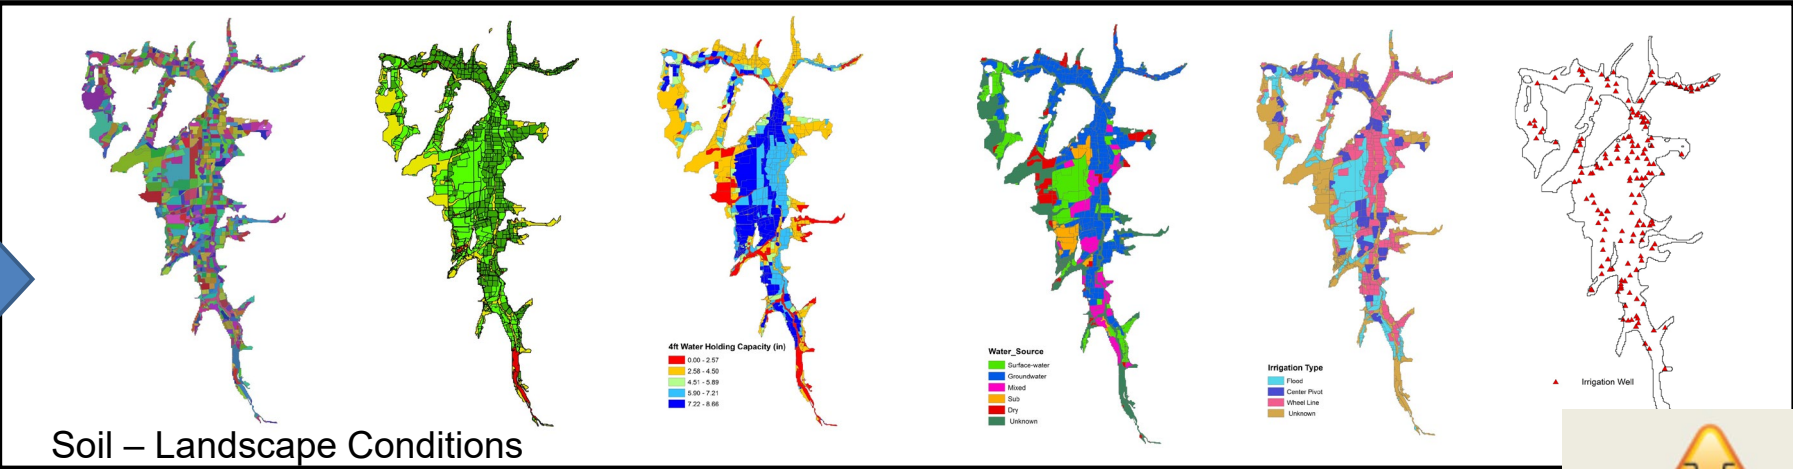 4ft Water Holding Capacity (in)
0.00 - 2.57
2.58 - 4.50
4.51 - 5.89
5.90 - 7.21
7.22 - 8.66
Water_Source
Surface-water
Groundwater
Mixed
Sub
Dry
Unknown
Irrigation Type
Flood
Center Pivot
Wheel Line
Unknown
Irrigation Well
Soil – Landscape Conditions